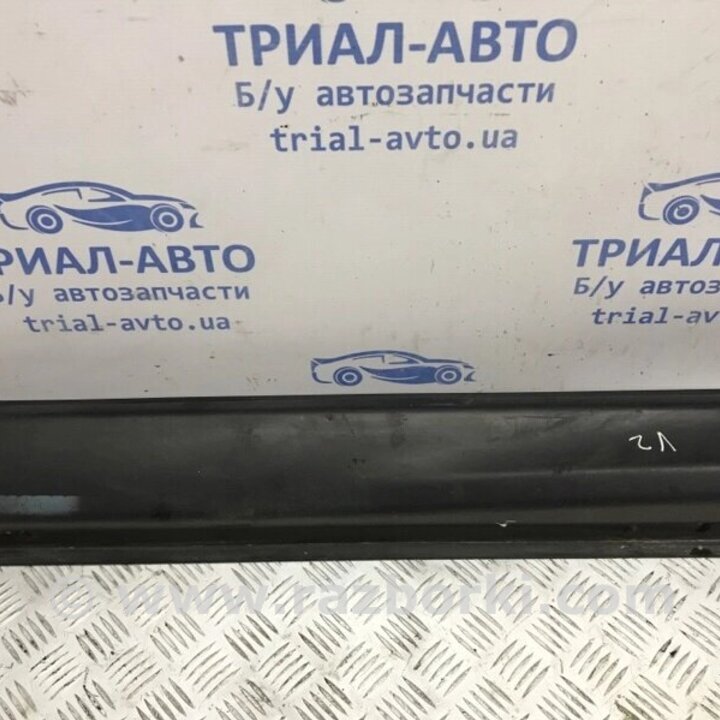 ТРИАЛ-АВТО
Б/у автозапчасти
trial-avto.ua
РИАЛ-АВТО
/у автозапчасти
trial-avto.ua
ТРИАЛ
Б/у автоз
trial-av
V2
© www.razborki.com